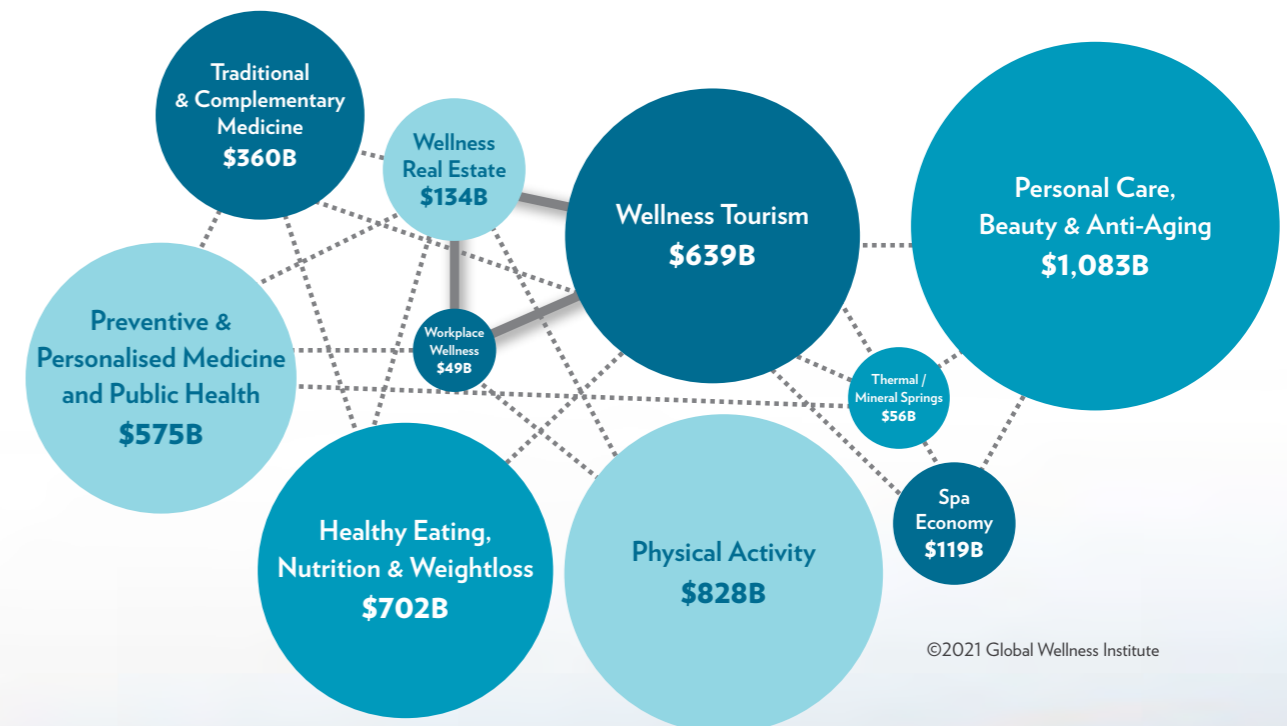 Traditional
& Complementary
Medicine
$360B
Wellness
Real Estate
$134B
Wellness Tourism
$639B
Personal Care,
Beauty & Anti-Aging
$1,083B
Preventive &
Personalised Medicine
and Public Health
$575B
Workplace
Wellness
$49B
Thermal /
Mineral Springs
$56B
Healthy Eating,
Nutrition & Weightloss
$702B
Physical Activity
$828B
Spa
Economy
$119B
©2021 Global Wellness Institute